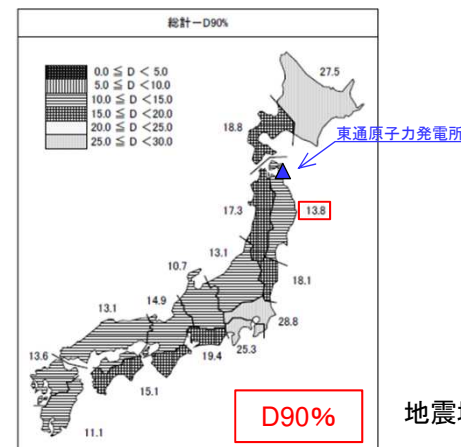 総計ーD90%
0.0 ≦ D < 5.0
5.0 ≦ D < 10.0
10.0 ≦ D < 15.0
15.0 ≦ D < 20.0
20.0 ≦ D < 25.0
25.0 ≦ D < 30.0
27.5
18.8
東通原子力発電所
17.3
13.8
13.1
10.7
18.1
14.9
13.1
28.8
13.6
19.4
25.3
15.1
11.1
D90%